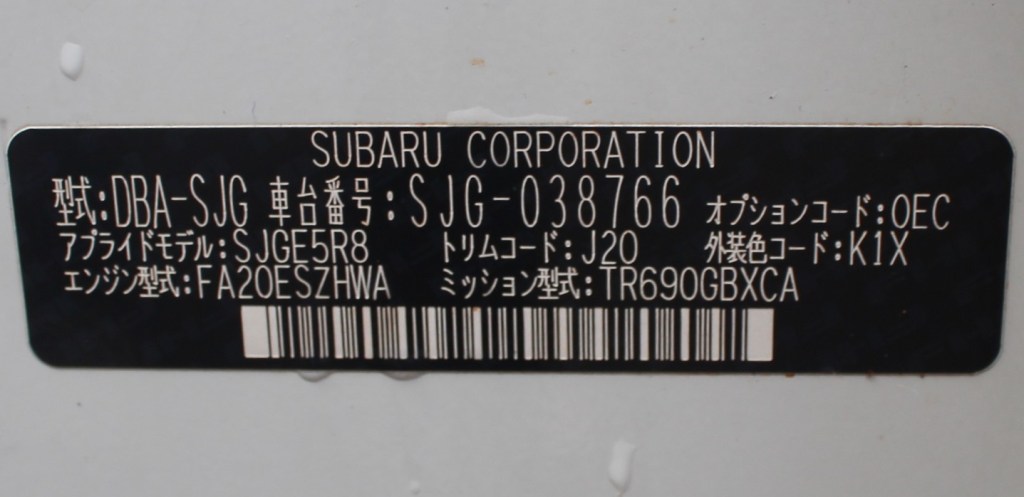 SUBARU CORPORATION
型式:DBA-SJG 車台番号:SJG-038766 オプションコード:OEC
アプライドモデル:SJGE5R8 トリムコード:J20 外装色コード:K1X
エンジン型式:FA20ESZHWA ミッション型式:TR690GBXCA